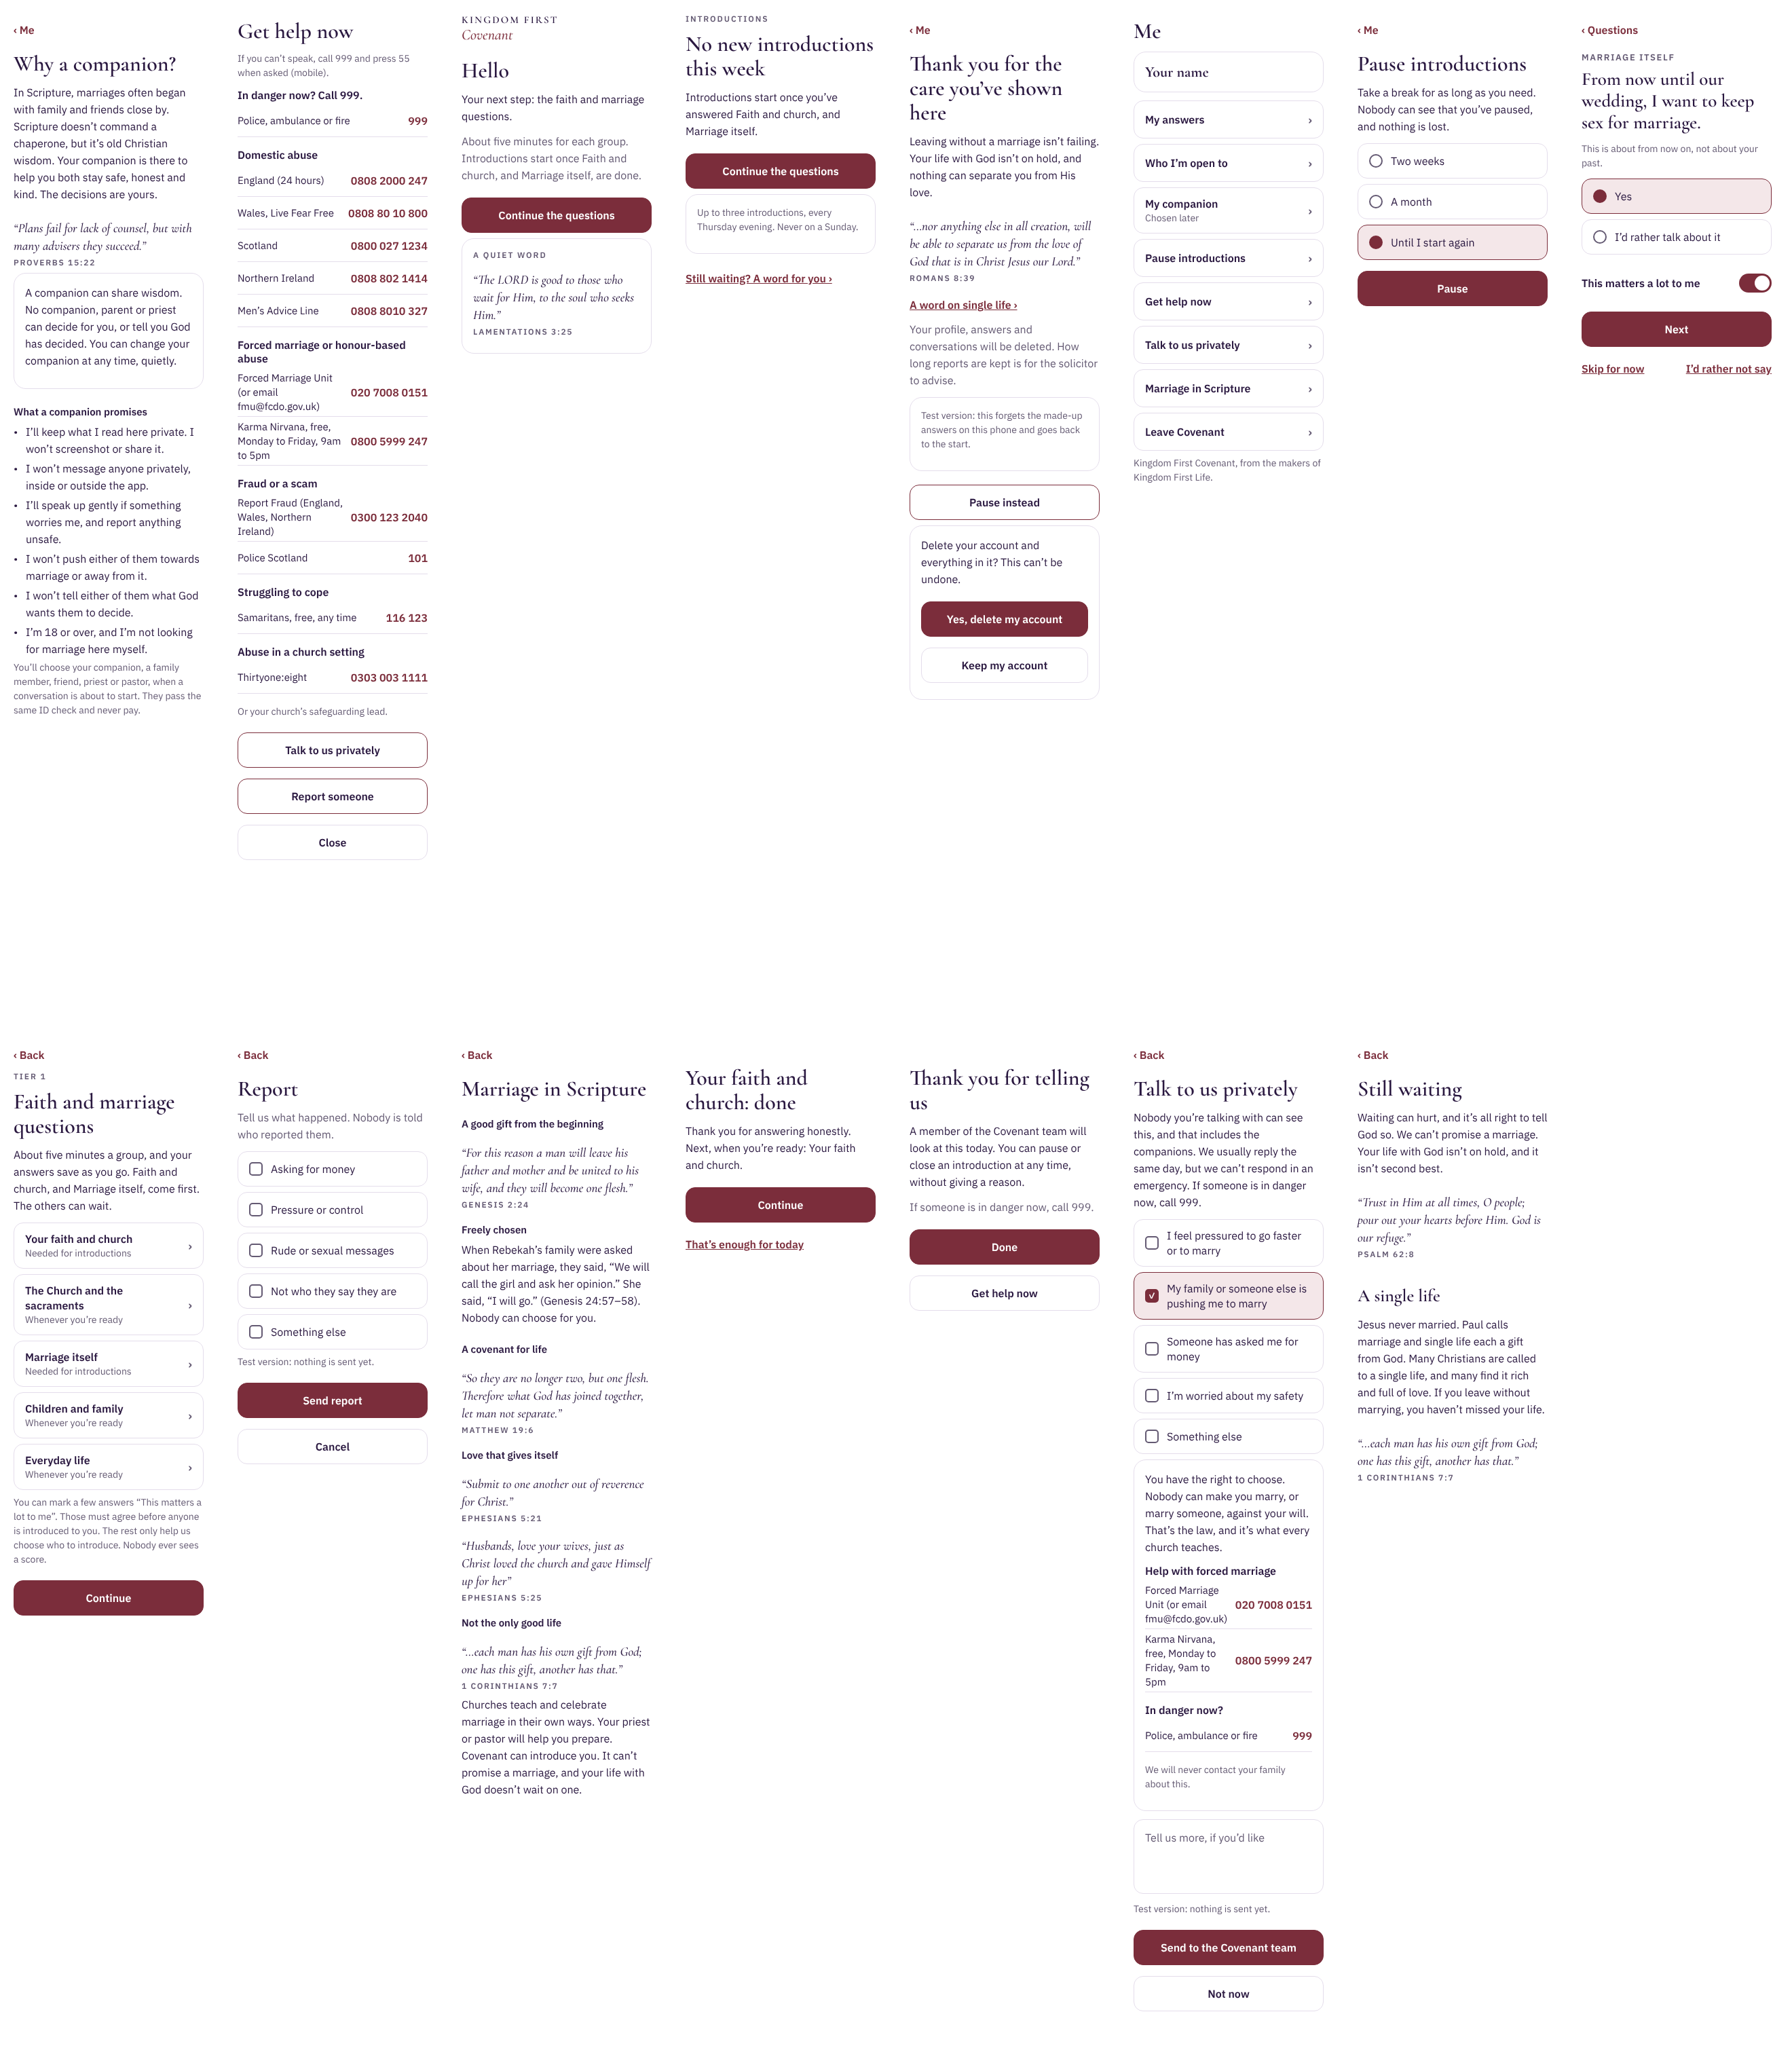 ‹ Me
Why a companion?
In Scripture, marriages often began
with family and friends close by.
Scripture doesn’t command a
chaperone, but it’s old Christian
wisdom. Your companion is there to
help you both stay safe, honest and
kind. The decisions are yours.
“Plans fail for lack of counsel, but with
many advisers they succeed.”
PROVERBS 15:22
A companion can share wisdom.
No companion, parent or priest
can decide for you, or tell you God
has decided. You can change your
companion at any time, quietly.
What a companion promises
• I’ll keep what I read here private. I
won’t screenshot or share it.
• I won’t message anyone privately,
inside or outside the app.
• I’ll speak up gently if something
worries me, and report anything
unsafe.
• I won’t push either of them towards
marriage or away from it.
• I won’t tell either of them what God
wants them to decide.
• I’m 18 or over, and I’m not looking
for marriage here myself.
You’ll choose your companion, a family
member, friend, priest or pastor, when a
conversation is about to start. They pass the
same ID check and never pay.
Get help now
If you can’t speak, call 999 and press 55
when asked (mobile).
In danger now? Call 999.
Police, ambulance or fire 999
Domestic abuse
England (24 hours) 0808 2000 247
Wales, Live Fear Free 0808 80 10 800
Scotland 0800 027 1234
Northern Ireland 0808 802 1414
Men’s Advice Line 0808 8010 327
Forced marriage or honour-based
abuse
Forced Marriage Unit
(or email
fmu@fcdo.gov.uk) 020 7008 0151
Karma Nirvana, free,
Monday to Friday, 9am
to 5pm 0800 5999 247
Fraud or a scam
Report Fraud (England,
Wales, Northern
Ireland) 0300 123 2040
Police Scotland 101
Struggling to cope
Samaritans, free, any time 116 123
Abuse in a church setting
Thirtyone:eight 0303 003 1111
Or your church’s safeguarding lead.
Talk to us privately
Report someone
Close
KINGDOM FIRST
Covenant
Hello
Your next step: the faith and marriage
questions.
About five minutes for each group.
Introductions start once Faith and
church, and Marriage itself, are done.
Continue the questions
A QUIET WORD
“The LORD is good to those who
wait for Him, to the soul who seeks
Him.”
LAMENTATIONS 3:25
INTRODUCTIONS
No new introductions
this week
Introductions start once you’ve
answered Faith and church, and
Marriage itself.
Continue the questions
Up to three introductions, every
Thursday evening. Never on a Sunday.
Still waiting? A word for you ›
‹ Me
Thank you for the
care you’ve shown
here
Leaving without a marriage isn’t failing.
Your life with God isn’t on hold, and
nothing can separate you from His
love.
“…nor anything else in all creation, will
be able to separate us from the love of
God that is in Christ Jesus our Lord.”
ROMANS 8:39
A word on single life ›
Your profile, answers and
conversations will be deleted. How
long reports are kept is for the solicitor
to advise.
Test version: this forgets the made-up
answers on this phone and goes back
to the start.
Pause instead
Delete your account and
everything in it? This can’t be
undone.
Yes, delete my account
Keep my account
Me
Your name
My answers ›
Who I’m open to ›
My companion
Chosen later ›
Pause introductions ›
Get help now ›
Talk to us privately ›
Marriage in Scripture ›
Leave Covenant ›
Kingdom First Covenant, from the makers of
Kingdom First Life.
‹ Me
Pause introductions
Take a break for as long as you need.
Nobody can see that you’ve paused,
and nothing is lost.
Two weeks
A month
Until I start again
Pause
‹ Questions
MARRIAGE ITSELF
From now until our
wedding, I want to keep
sex for marriage.
This is about from now on, not about your
past.
Yes
I’d rather talk about it
This matters a lot to me
Next
Skip for now I’d rather not say
‹ Back
TIER 1
Faith and marriage
questions
About five minutes a group, and your
answers save as you go. Faith and
church, and Marriage itself, come first.
The others can wait.
Your faith and church
Needed for introductions ›
The Church and the
sacraments
Whenever you’re ready ›
Marriage itself
Needed for introductions ›
Children and family
Whenever you’re ready ›
Everyday life
Whenever you’re ready ›
You can mark a few answers “This matters a
lot to me”. Those must agree before anyone
is introduced to you. The rest only help us
choose who to introduce. Nobody ever sees
a score.
Continue
‹ Back
Report
Tell us what happened. Nobody is told
who reported them.
Asking for money
Pressure or control
Rude or sexual messages
Not who they say they are
Something else
Test version: nothing is sent yet.
Send report
Cancel
‹ Back
Marriage in Scripture
A good gift from the beginning
“For this reason a man will leave his
father and mother and be united to his
wife, and they will become one flesh.”
GENESIS 2:24
Freely chosen
When Rebekah’s family were asked
about her marriage, they said, “We will
call the girl and ask her opinion.” She
said, “I will go.” (Genesis 24:57–58).
Nobody can choose for you.
A covenant for life
“So they are no longer two, but one flesh.
Therefore what God has joined together,
let man not separate.”
MATTHEW 19:6
Love that gives itself
“Submit to one another out of reverence
for Christ.”
EPHESIANS 5:21
“Husbands, love your wives, just as
Christ loved the church and gave Himself
up for her”
EPHESIANS 5:25
Not the only good life
“…each man has his own gift from God;
one has this gift, another has that.”
1 CORINTHIANS 7:7
Churches teach and celebrate
marriage in their own ways. Your priest
or pastor will help you prepare.
Covenant can introduce you. It can’t
promise a marriage, and your life with
God doesn’t wait on one.
Your faith and
church: done
Thank you for answering honestly.
Next, when you’re ready: Your faith
and church.
Continue
That’s enough for today
Thank you for telling
us
A member of the Covenant team will
look at this today. You can pause or
close an introduction at any time,
without giving a reason.
If someone is in danger now, call 999.
Done
Get help now
‹ Back
Talk to us privately
Nobody you’re talking with can see
this, and that includes the
companions. We usually reply the
same day, but we can’t respond in an
emergency. If someone is in danger
now, call 999.
I feel pressured to go faster
or to marry
My family or someone else is
pushing me to marry
Someone has asked me for
money
I’m worried about my safety
Something else
You have the right to choose.
Nobody can make you marry, or
marry someone, against your will.
That’s the law, and it’s what every
church teaches.
Help with forced marriage
Forced Marriage
Unit (or email
fmu@fcdo.gov.uk) 020 7008 0151
Karma Nirvana,
free, Monday to
Friday, 9am to
5pm 0800 5999 247
In danger now?
Police, ambulance or fire 999
We will never contact your family
about this.
Tell us more, if you’d like
Test version: nothing is sent yet.
Send to the Covenant team
Not now
‹ Back
Still waiting
Waiting can hurt, and it’s all right to tell
God so. We can’t promise a marriage.
Your life with God isn’t on hold, and it
isn’t second best.
“Trust in Him at all times, O people;
pour out your hearts before Him. God is
our refuge.”
PSALM 62:8
A single life
Jesus never married. Paul calls
marriage and single life each a gift
from God. Many Christians are called
to a single life, and many find it rich
and full of love. If you leave without
marrying, you haven’t missed your life.
“…each man has his own gift from God;
one has this gift, another has that.”
1 CORINTHIANS 7:7